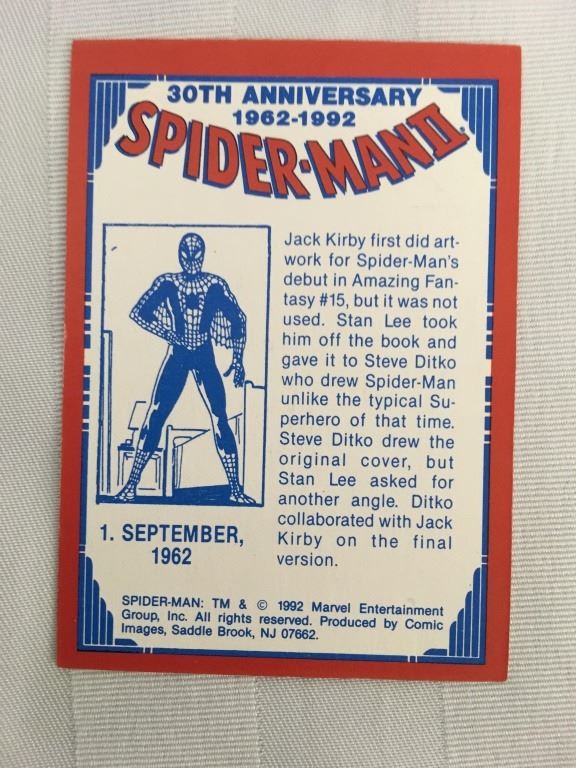 30TH ANNIVERSARY
1962-1992
SPIDER-MAN II
Jack Kirby first did art-
work for Spider-Man's
debut in Amazing Fan-
tasy #15, but it was not
used. Stan Lee took
him off the book and
gave it to Steve Ditko
who drew Spider-Man
unlike the typical Su-
perhero of that time.
Steve Ditko drew the
original cover, but
Stan Lee asked for
another angle. Ditko
collaborated with Jack
Kirby on the final
version.
1. SEPTEMBER,
1962
SPIDER-MAN: TM & © 1992 Marvel Entertainment
Group, Inc. All rights reserved. Produced by Comic
Images, Saddle Brook, NJ 07662.